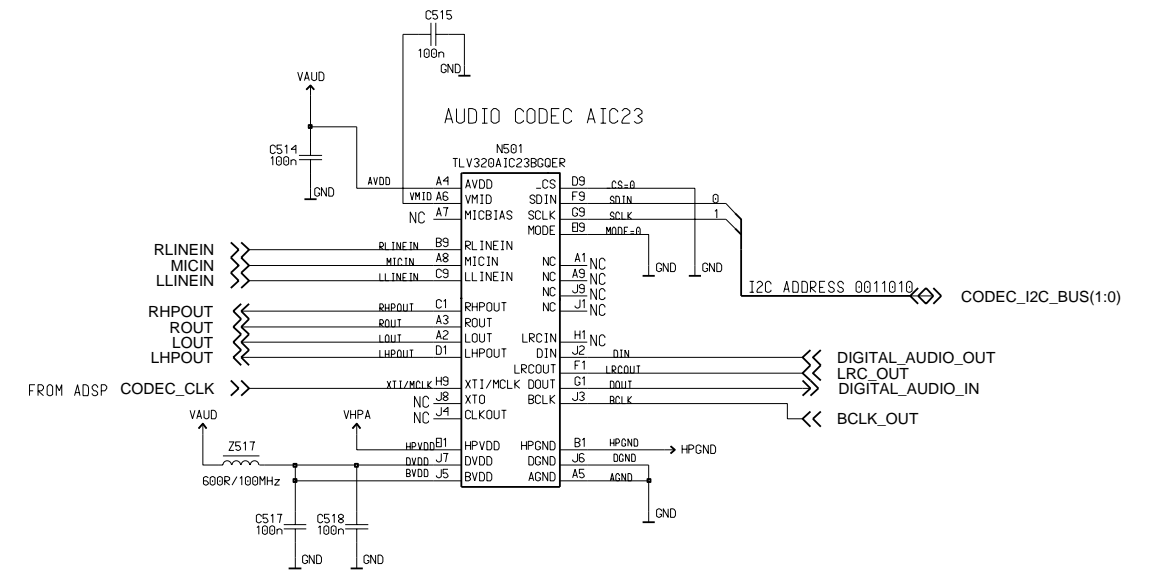 C515
100n
GND
VAUD
AUDIO CODEC AIC23
C514
100n
GND
N501
TLV320AIC23BGQER
AVDD A4 AVDD _CS D9 _CS=0
VMID A6 VMID SDIN F9 SDIN 0
NC A7 MICBIAS SCLK G9 SCLK 1
MODE E9 MODE=0
RLINEIN RLINEIN B9 RLINEIN
MICIN MICIN A8 MICIN NC A1 NC
GND GND
LLINEIN LLINEIN C9 LLINEIN NC A9 NC
NC J9 NC
I2C ADDRESS 0011010 CODEC_I2C_BUS(1:0)
RHPOUT RHPOUT C1 RHPOUT NC J1 NC
ROUT ROUT A3 ROUT
LOUT LOUT A2 LOUT LRCIN H1 NC
LHPOUT LHPOUT D1 LHPOUT DIN J2 DIN DIGITAL_AUDIO_OUT
LRCOUT F1 LRCOUT LRC_OUT
FROM ADSP CODEC_CLK XTI/MCLK H9 XTI/MCLK DOUT G1 DOUT DIGITAL_AUDIO_IN
NC J8 XTO BCLK J3 BCLK
NC J4 CLKOUT BCLK_OUT
VAUD VHPA
Z517
600R/100MHz
HPVDD E1 HPVDD HPGND B1 HPGND HPGND
DVDD J7 DVDD DGND J6 DGND
BVDD J5 BVDD AGND A5 AGND
GND
C517
100n
C518
100n
GND GND